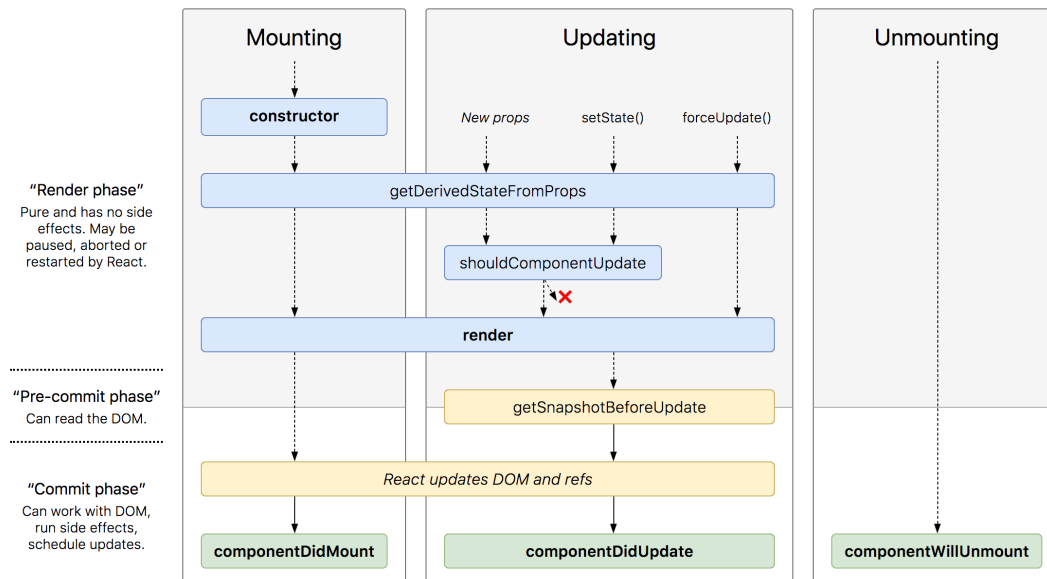 Mounting
Updating
Unmounting
constructor
New props
setState()
forceUpdate()
“Render phase”
Pure and has no side
effects. May be
paused, aborted or
restarted by React.
getDerivedStateFromProps
shouldComponentUpdate
render
“Pre-commit phase”
Can read the DOM.
getSnapshotBeforeUpdate
“Commit phase”
Can work with DOM,
run side effects,
schedule updates.
React updates DOM and refs
componentDidMount
componentDidUpdate
componentWillUnmount